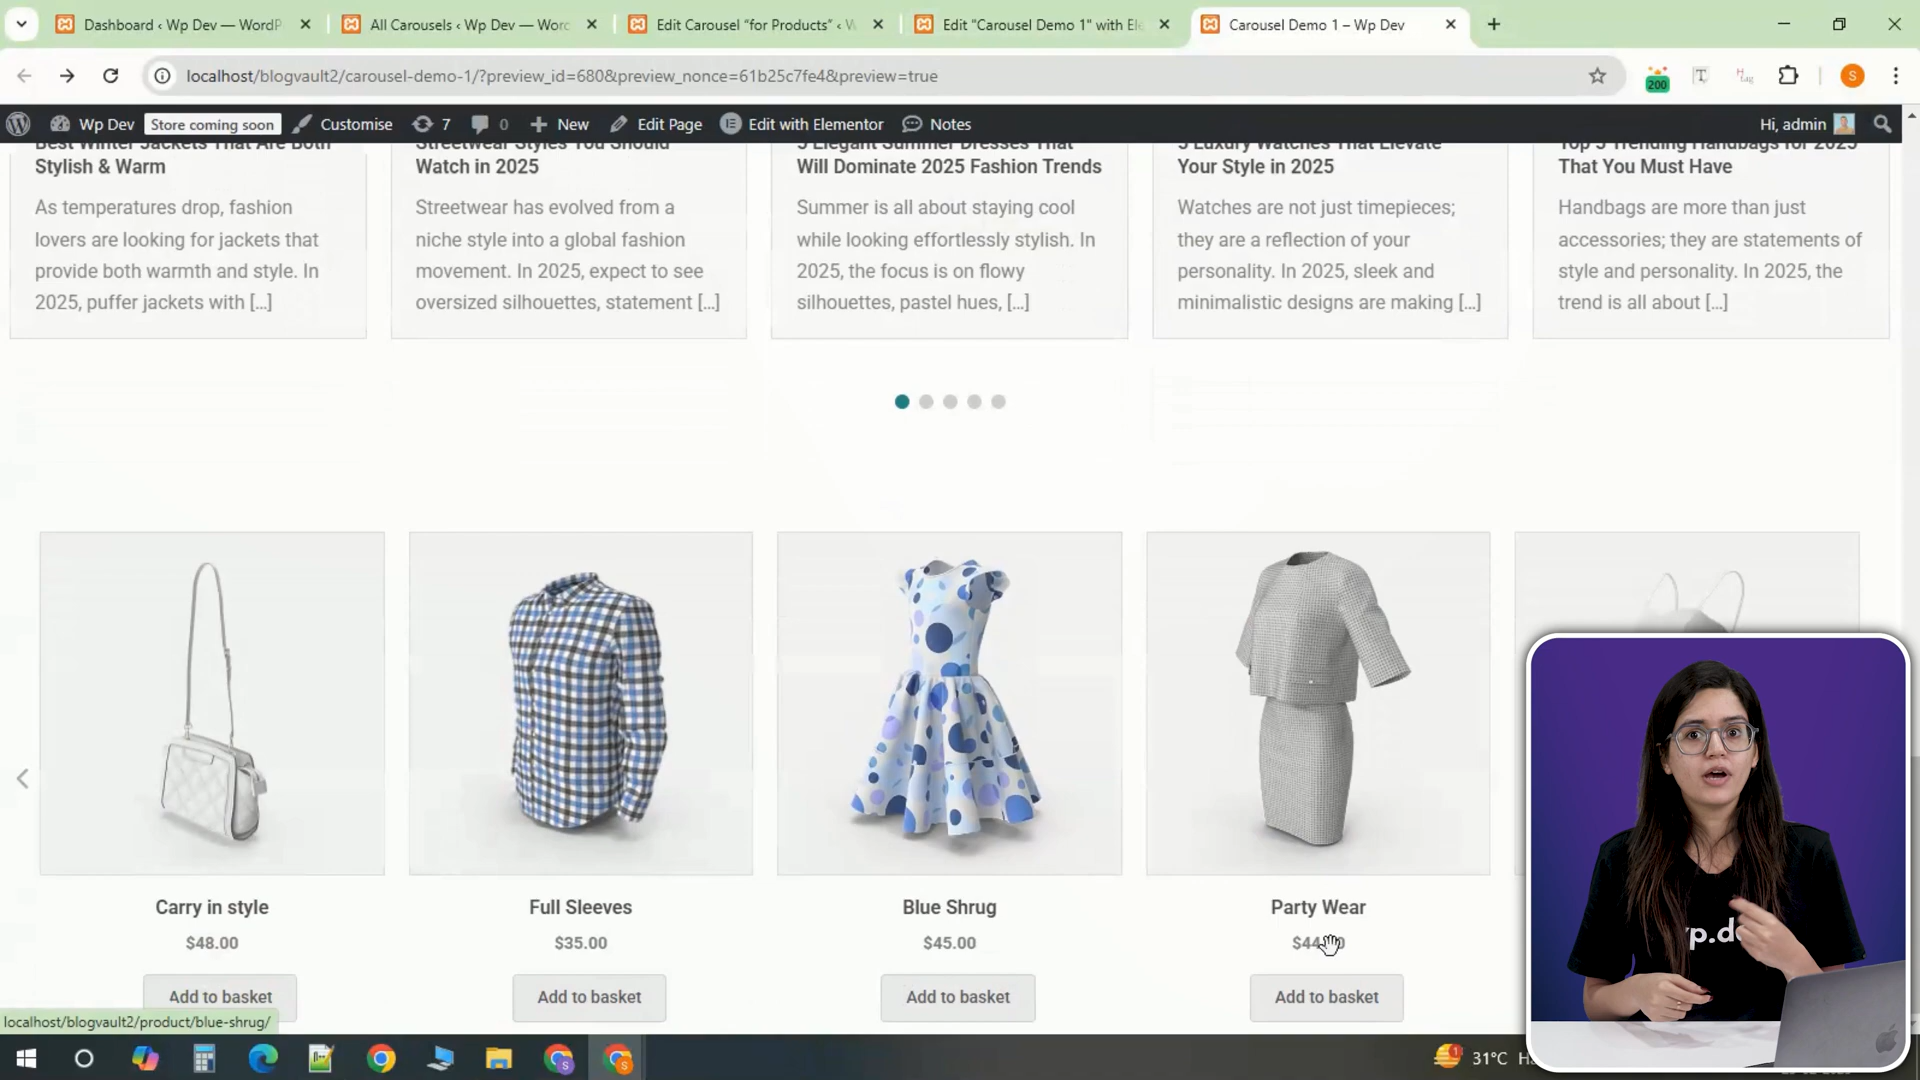 Dashboard ‹ Wp Dev — WordP
All Carousels ‹ Wp Dev — Worc
Edit Carousel “for Products” ‹ W
Edit "Carousel Demo 1" with Ele
Carousel Demo 1 – Wp Dev
localhost/blogvault2/carousel-demo-1/?preview_id=680&preview_nonce=61b25c7fe4&preview=true
200
T
S
Wp Dev
Store coming soon
Customise
7
0
New
Edit Page
Edit with Elementor
Notes
Hi, admin
Best Winter Jackets That Are Both
Stylish & Warm
As temperatures drop, fashion
lovers are looking for jackets that
provide both warmth and style. In
2025, puffer jackets with […]
Streetwear Styles You Should
Watch in 2025
Streetwear has evolved from a
niche style into a global fashion
movement. In 2025, expect to see
oversized silhouettes, statement […]
5 Elegant Summer Dresses That
Will Dominate 2025 Fashion Trends
Summer is all about staying cool
while looking effortlessly stylish. In
2025, the focus is on flowy
silhouettes, pastel hues, […]
5 Luxury Watches That Elevate
Your Style in 2025
Watches are not just timepieces;
they are a reflection of your
personality. In 2025, sleek and
minimalistic designs are making […]
Top 5 Trending Handbags for 2025
That You Must Have
Handbags are more than just
accessories; they are statements of
style and personality. In 2025, the
trend is all about […]
Carry in style
$48.00
Add to basket
Full Sleeves
$35.00
Add to basket
Blue Shrug
$45.00
Add to basket
Party Wear
Add to basket
localhost/blogvault2/product/blue-shrug/
31°C